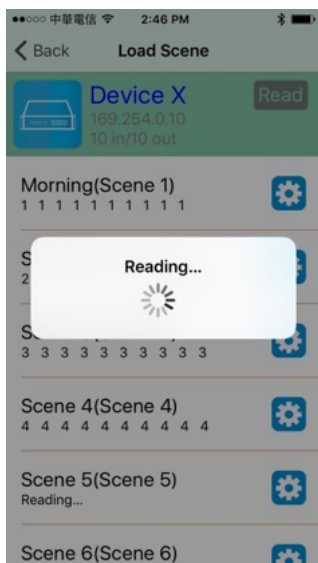 中華電信 2:46 PM
Back Load Scene
Device X
Read
169.254.0.10
10 in/10 out
Morning(Scene 1)
1 1 1 1 1 1 1 1 1 1
S
2
Reading...
S
3 3 3 3 3 3 3 3 3 3
Scene 4(Scene 4)
4 4 4 4 4 4 4 4 4 4
Scene 5(Scene 5)
Reading...
Scene 6(Scene 6)